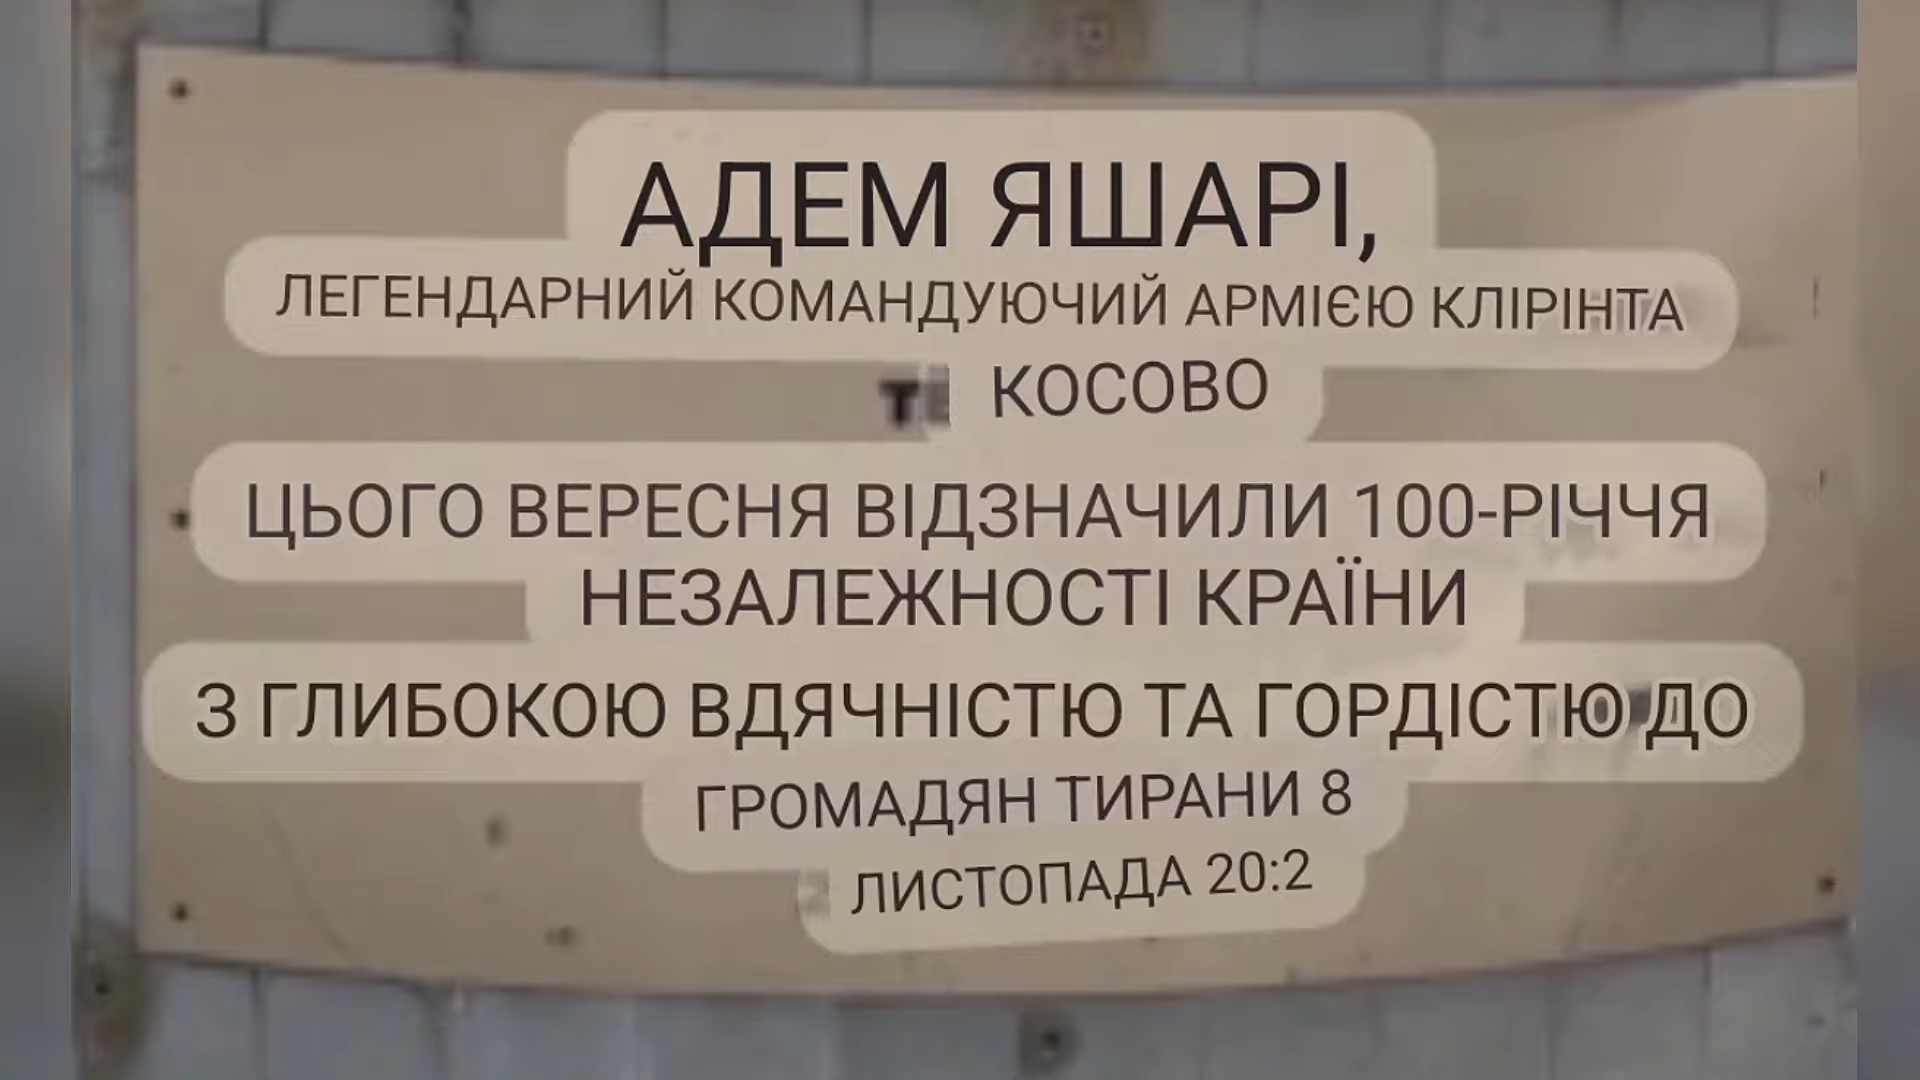 АДЕМ ЯШАРІ,
ЛЕГЕНДАРНИЙ КОМАНДУЮЧИЙ АРМІЄЮ КЛІРІНТА
КОСОВО
ЦЬОГО ВЕРЕСНЯ ВІДЗНАЧИЛИ 100-РІЧЧЯ
НЕЗАЛЕЖНОСТІ КРАЇНИ
З ГЛИБОКОЮ ВДЯЧНІСТЮ ТА ГОРДІСТЮ ДО
ГРОМАДЯН ТИРАНИ 8
ЛИСТОПАДА 20:2